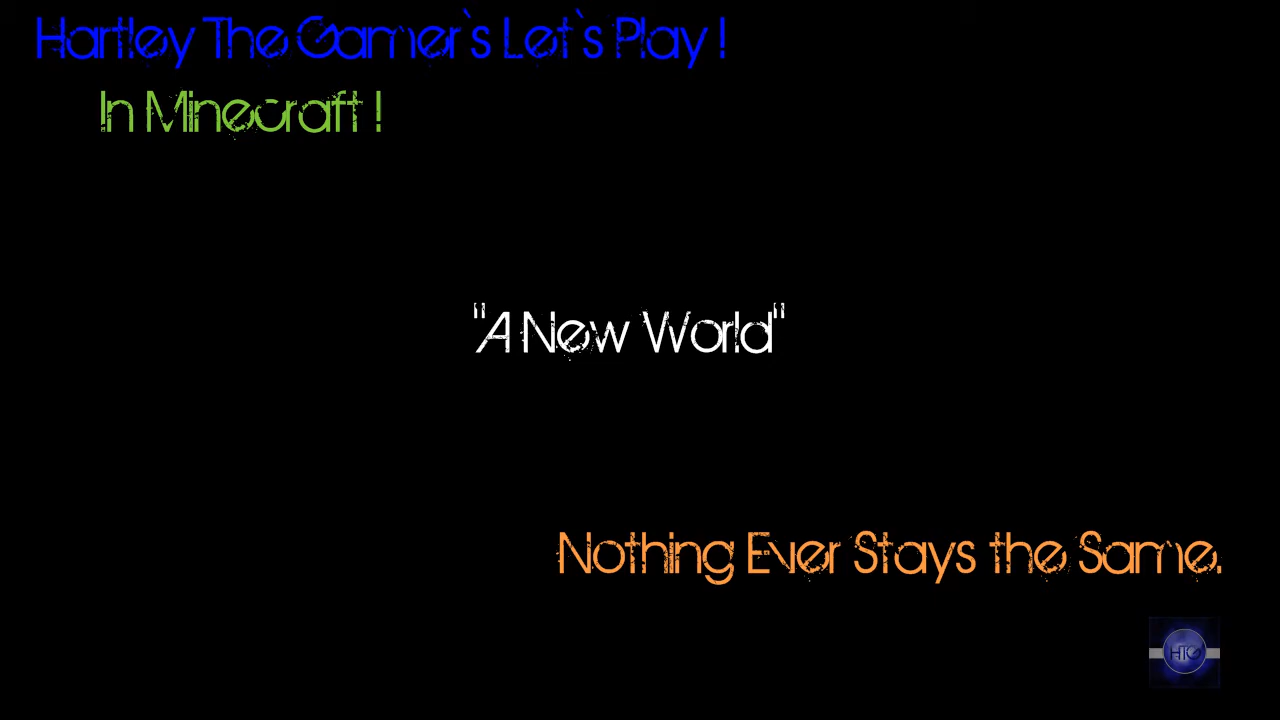 Hartley The Gamer`s Let`s Play !
In Minecraft !
"A New World"
Nothing Ever Stays the Same.
HTG